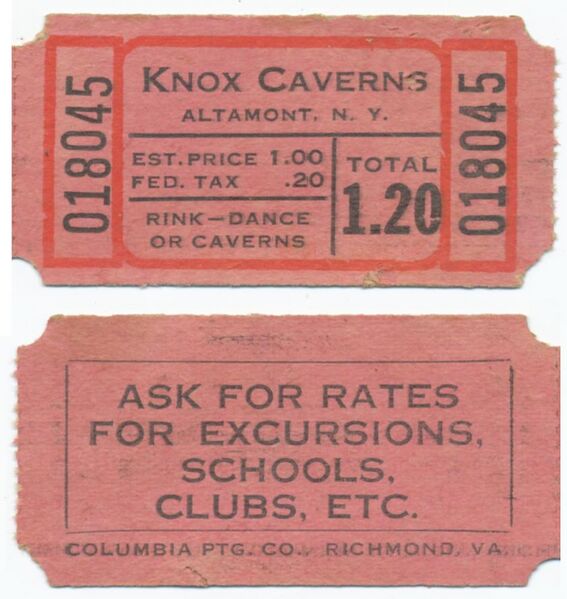 018045
KNOX CAVERNS
ALTAMONT, N. Y.
EST. PRICE 1.00
FED. TAX .20
TOTAL
1.20
RINK—DANCE
OR CAVERNS
018045
ASK FOR RATES
FOR EXCURSIONS,
SCHOOLS,
CLUBS, ETC.
COLUMBIA PTG. CO., RICHMOND, VA.